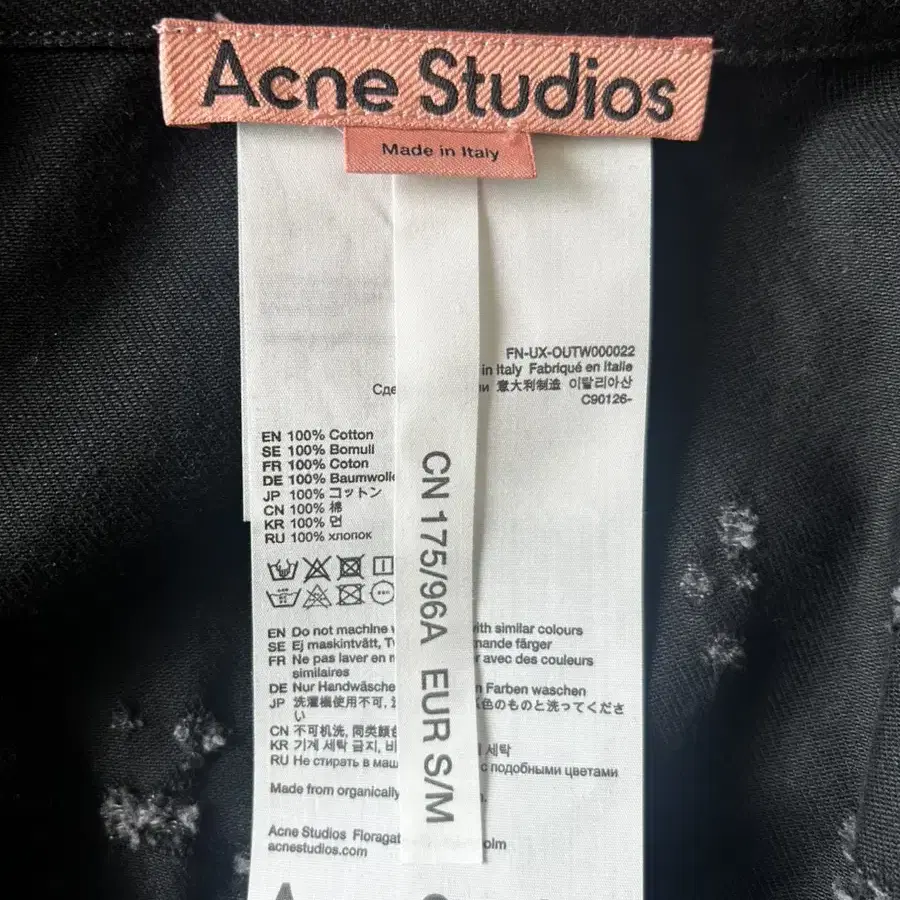 Acne Studios
Made in Italy
FN-UX-OUTW000022
in Italy Fabriqué en Italie
意大利制造 이탈리아산
C90126-
EN 100% Cotton
SE 100% Bomull
FR 100% Coton
DE 100% Baumwolle
JP 100% コットン
CN 100% 棉
KR 100% 면
RU 100% хлопок
CN 175/96A EUR S/M
EN Do not machine with similar colours
SE Ej maskintvätt, nande färger
FR Ne pas laver en avec des couleurs
similaires
DE Nur Handwäsche Farben waschen
JP 洗濯機使用不可, 色のものと洗ってくださ
い
CN 不可机洗, 同类颜色
KR 기계 세탁 금지, 세탁
RU Не стирать в с подобными цветами
Made from organically
Acne Studios Floragat olm
acnestudios.com